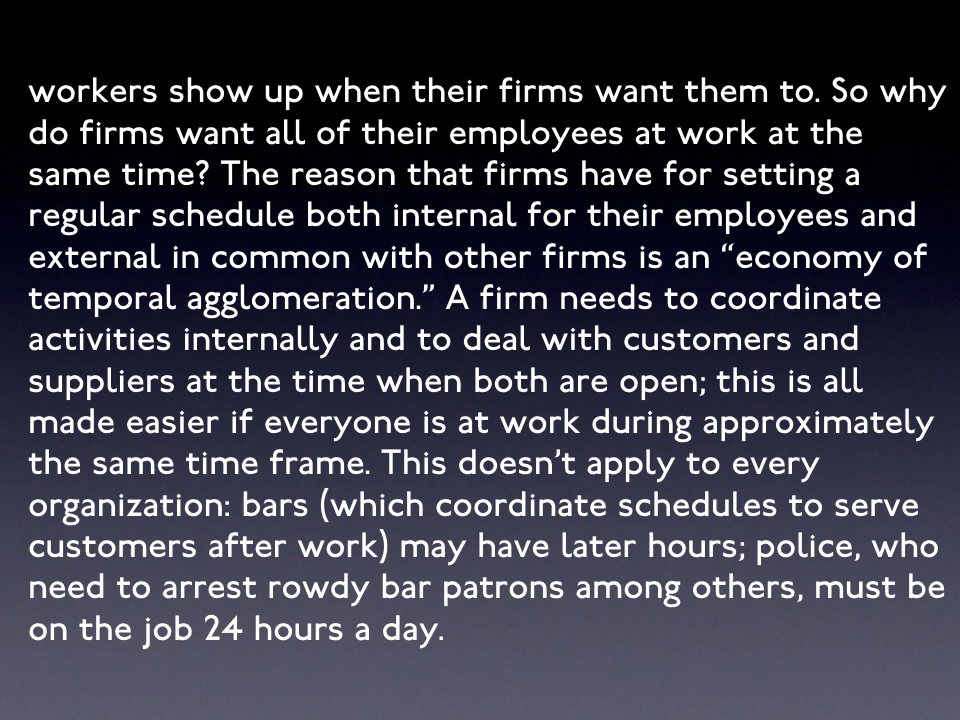 workers show up when their firms want them to. So why
do firms want all of their employees at work at the
same time? The reason that firms have for setting a
regular schedule both internal for their employees and
external in common with other firms is an “economy of
temporal agglomeration.” A firm needs to coordinate
activities internally and to deal with customers and
suppliers at the time when both are open; this is all
made easier if everyone is at work during approximately
the same time frame. This doesn’t apply to every
organization: bars (which coordinate schedules to serve
customers after work) may have later hours; police, who
need to arrest rowdy bar patrons among others, must be
on the job 24 hours a day.